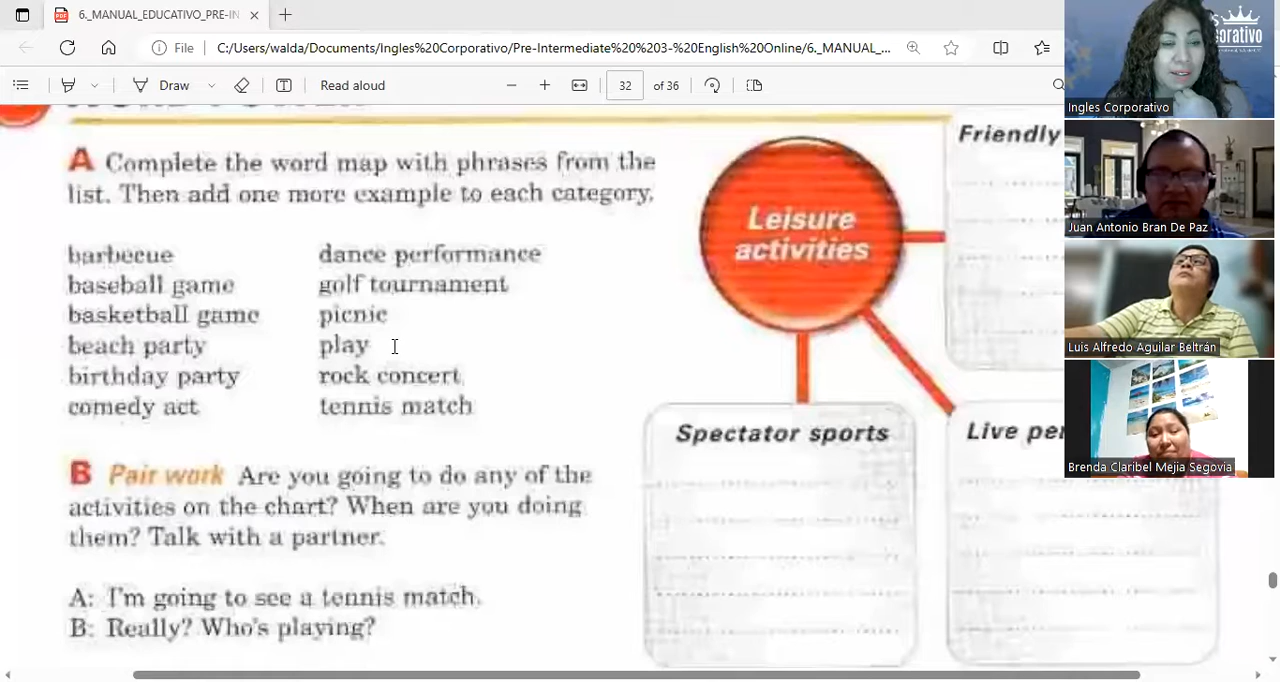 6._MANUAL_EDUCATIVO_PRE-IN
File
C:/Users/walda/Documents/Ingles%20Corporativo/Pre-Intermediate%20%203-%20English%20Online/6._MANUAL_...
Draw
Read aloud
32
of 36
A Complete the word map with phrases from the
list. Then add one more example to each category.
barbecue
baseball game
basketball game
beach party
birthday party
comedy act
dance performance
golf tournament
picnic
play
rock concert
tennis match
B Pair work Are you going to do any of the
activities on the chart? When are you doing
them? Talk with a partner.
A: I'm going to see a tennis match.
B: Really? Who's playing?
Leisure
activities
Friendly
Spectator sports
Live per
orativo
Ingles Corporativo
Juan Antonio Bran De Paz
Luis Alfredo Aguilar Beltrán
Brenda Claribel Mejia Segovia